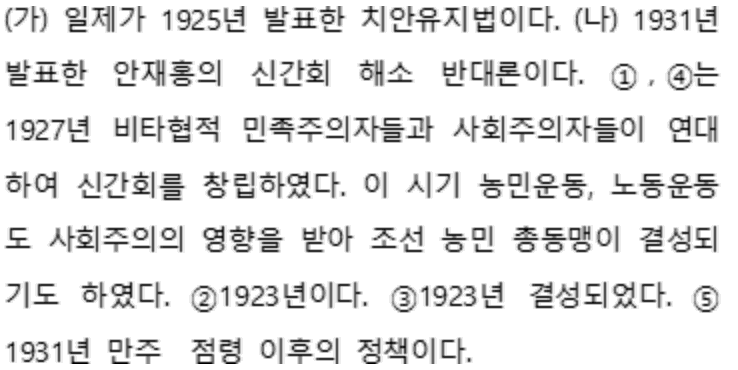 (가) 일제가 1925년 발표한 치안유지법이다. (나) 1931년
발표한 안재홍의 신간회 해소 반대론이다. ①, ④는
1927년 비타협적 민족주의자들과 사회주의자들이 연대
하여 신간회를 창립하였다. 이 시기 농민운동, 노동운동
도 사회주의의 영향을 받아 조선 농민 총동맹이 결성되
기도 하였다. ②1923년이다. ③1923년 결성되었다. ⑤
1931년 만주 점령 이후의 정책이다.